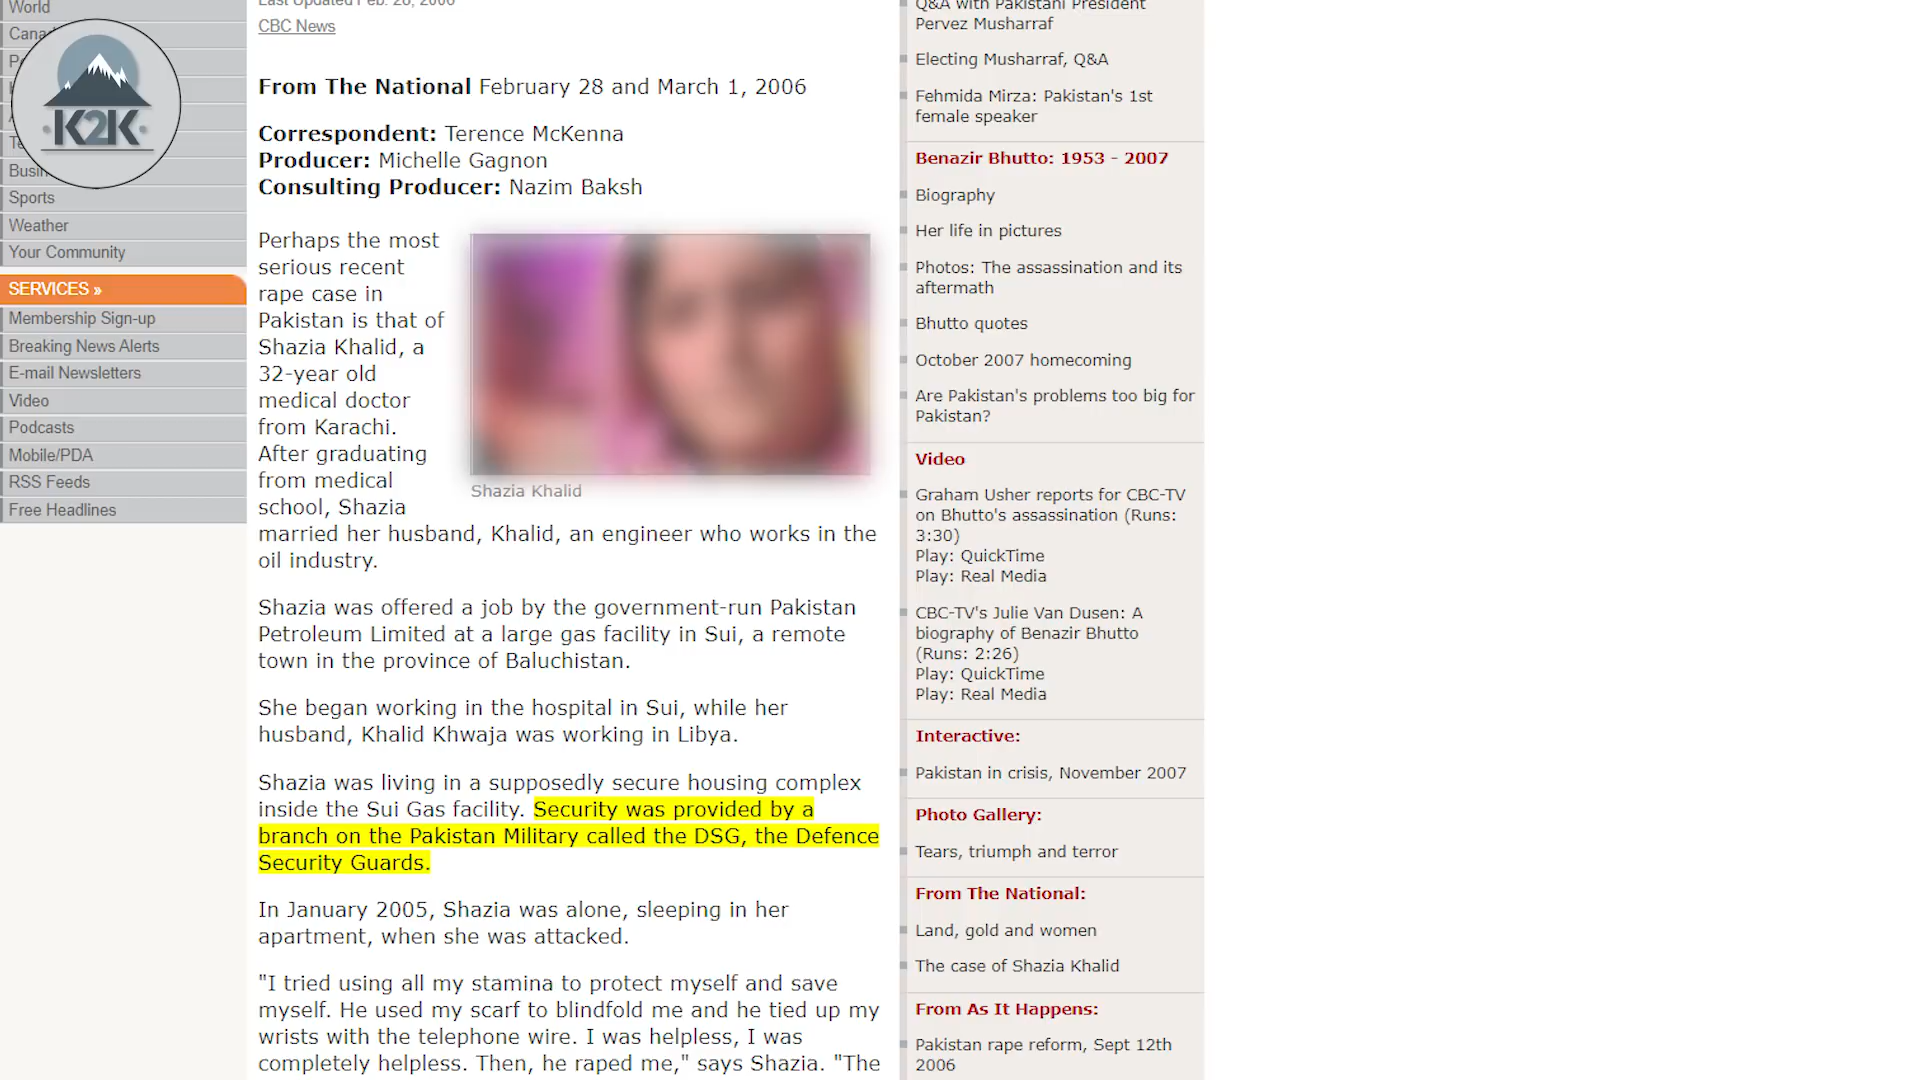 World
Cana
Po
Te
Busin
Sports
Weather
Your Community
SERVICES »
Membership Sign-up
Breaking News Alerts
E-mail Newsletters
Video
Podcasts
Mobile/PDA
RSS Feeds
Free Headlines
K2K
Last Updated Feb. 28, 2006
CBC News
From The National February 28 and March 1, 2006
Correspondent: Terence McKenna
Producer: Michelle Gagnon
Consulting Producer: Nazim Baksh
Perhaps the most
serious recent
rape case in
Pakistan is that of
Shazia Khalid, a
32-year old
medical doctor
from Karachi.
After graduating
from medical
school, Shazia
married her husband, Khalid, an engineer who works in the
oil industry.
Shazia Khalid
Shazia was offered a job by the government-run Pakistan
Petroleum Limited at a large gas facility in Sui, a remote
town in the province of Baluchistan.
She began working in the hospital in Sui, while her
husband, Khalid Khwaja was working in Libya.
Shazia was living in a supposedly secure housing complex
inside the Sui Gas facility. Security was provided by a
branch on the Pakistan Military called the DSG, the Defence
Security Guards.
In January 2005, Shazia was alone, sleeping in her
apartment, when she was attacked.
"I tried using all my stamina to protect myself and save
myself. He used my scarf to blindfold me and he tied up my
wrists with the telephone wire. I was helpless, I was
completely helpless. Then, he raped me," says Shazia. "The
Q&A with Pakistani President
Pervez Musharraf
Electing Musharraf, Q&A
Fehmida Mirza: Pakistan's 1st
female speaker
Benazir Bhutto: 1953 - 2007
Biography
Her life in pictures
Photos: The assassination and its
aftermath
Bhutto quotes
October 2007 homecoming
Are Pakistan's problems too big for
Pakistan?
Video
Graham Usher reports for CBC-TV
on Bhutto's assassination (Runs:
3:30)
Play: QuickTime
Play: Real Media
CBC-TV's Julie Van Dusen: A
biography of Benazir Bhutto
(Runs: 2:26)
Play: QuickTime
Play: Real Media
Interactive:
Pakistan in crisis, November 2007
Photo Gallery:
Tears, triumph and terror
From The National:
Land, gold and women
The case of Shazia Khalid
From As It Happens:
Pakistan rape reform, Sept 12th
2006